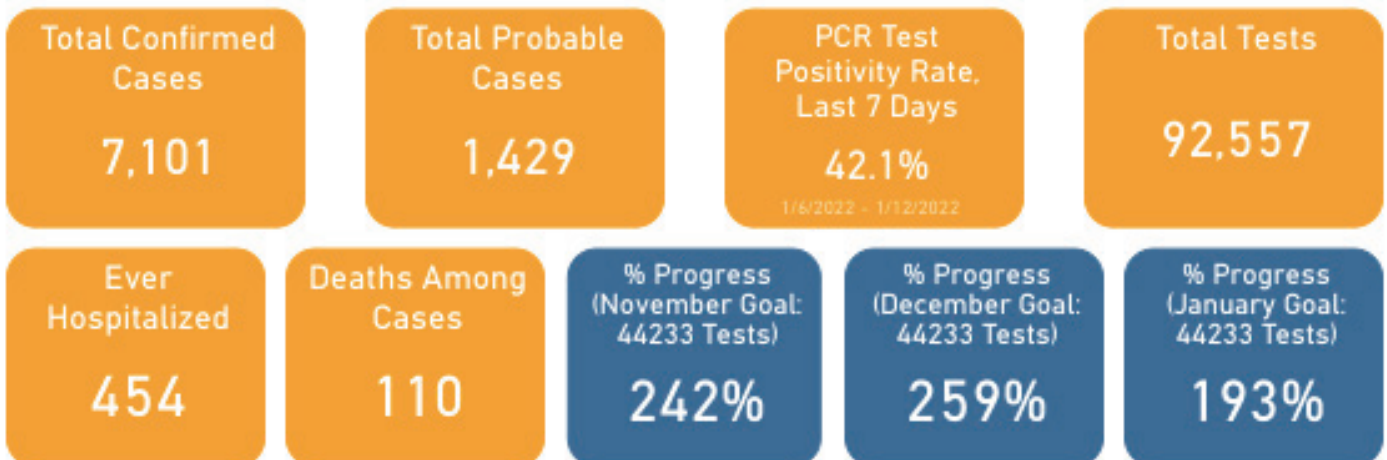 Total Confirmed
Cases
7,101
Total Probable
Cases
1,429
PCR Test
Positivity Rate,
Last 7 Days
42.1%
1/6/2022 - 1/12/2022
Total Tests
92,557
Ever
Hospitalized
454
Deaths Among
Cases
110
% Progress
(November Goal:
44233 Tests)
242%
% Progress
(December Goal:
44233 Tests)
259%
% Progress
(January Goal:
44233 Tests)
193%